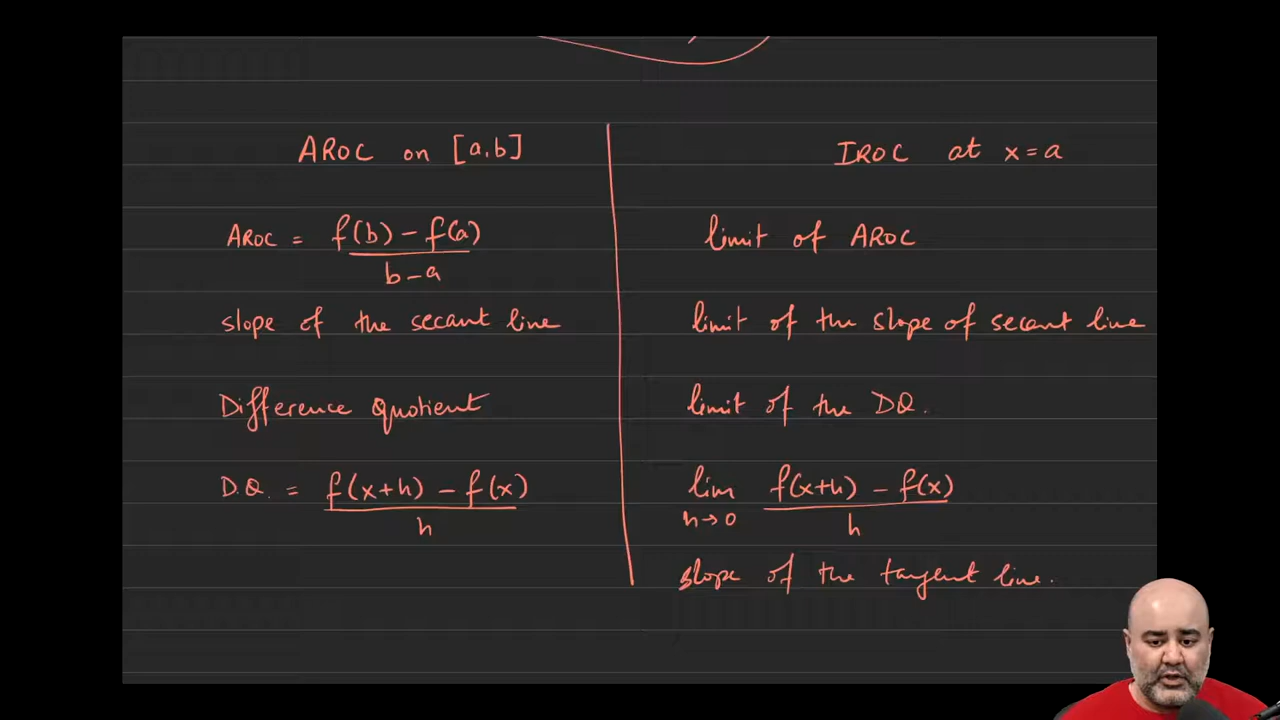 AROC on [a,b]
AROC = f(b) - f(a) / b - a
slope of the secant line
Difference Quotient
D.Q. = f(x+h) - f(x) / h
IROC at x = a
limit of AROC
limit of the slope of secant line
limit of the DQ.
lim h→0 f(x+h) - f(x) / h
slope of the tangent line.